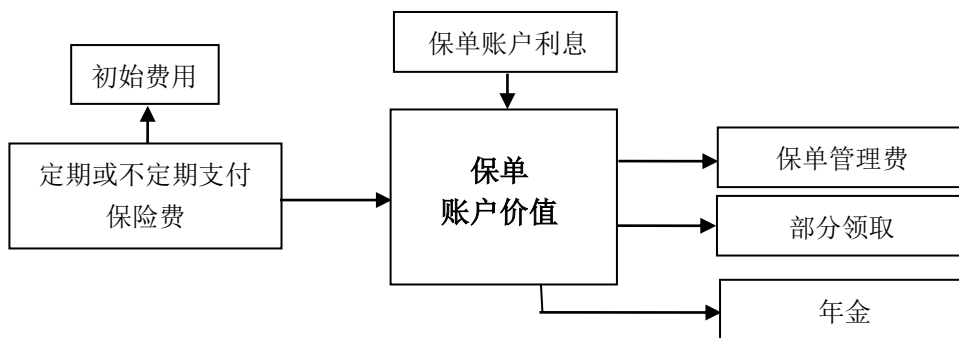 保单账户利息
初始费用
定期或不定期支付
保险费
保单
账户价值
保单管理费
部分领取
年金